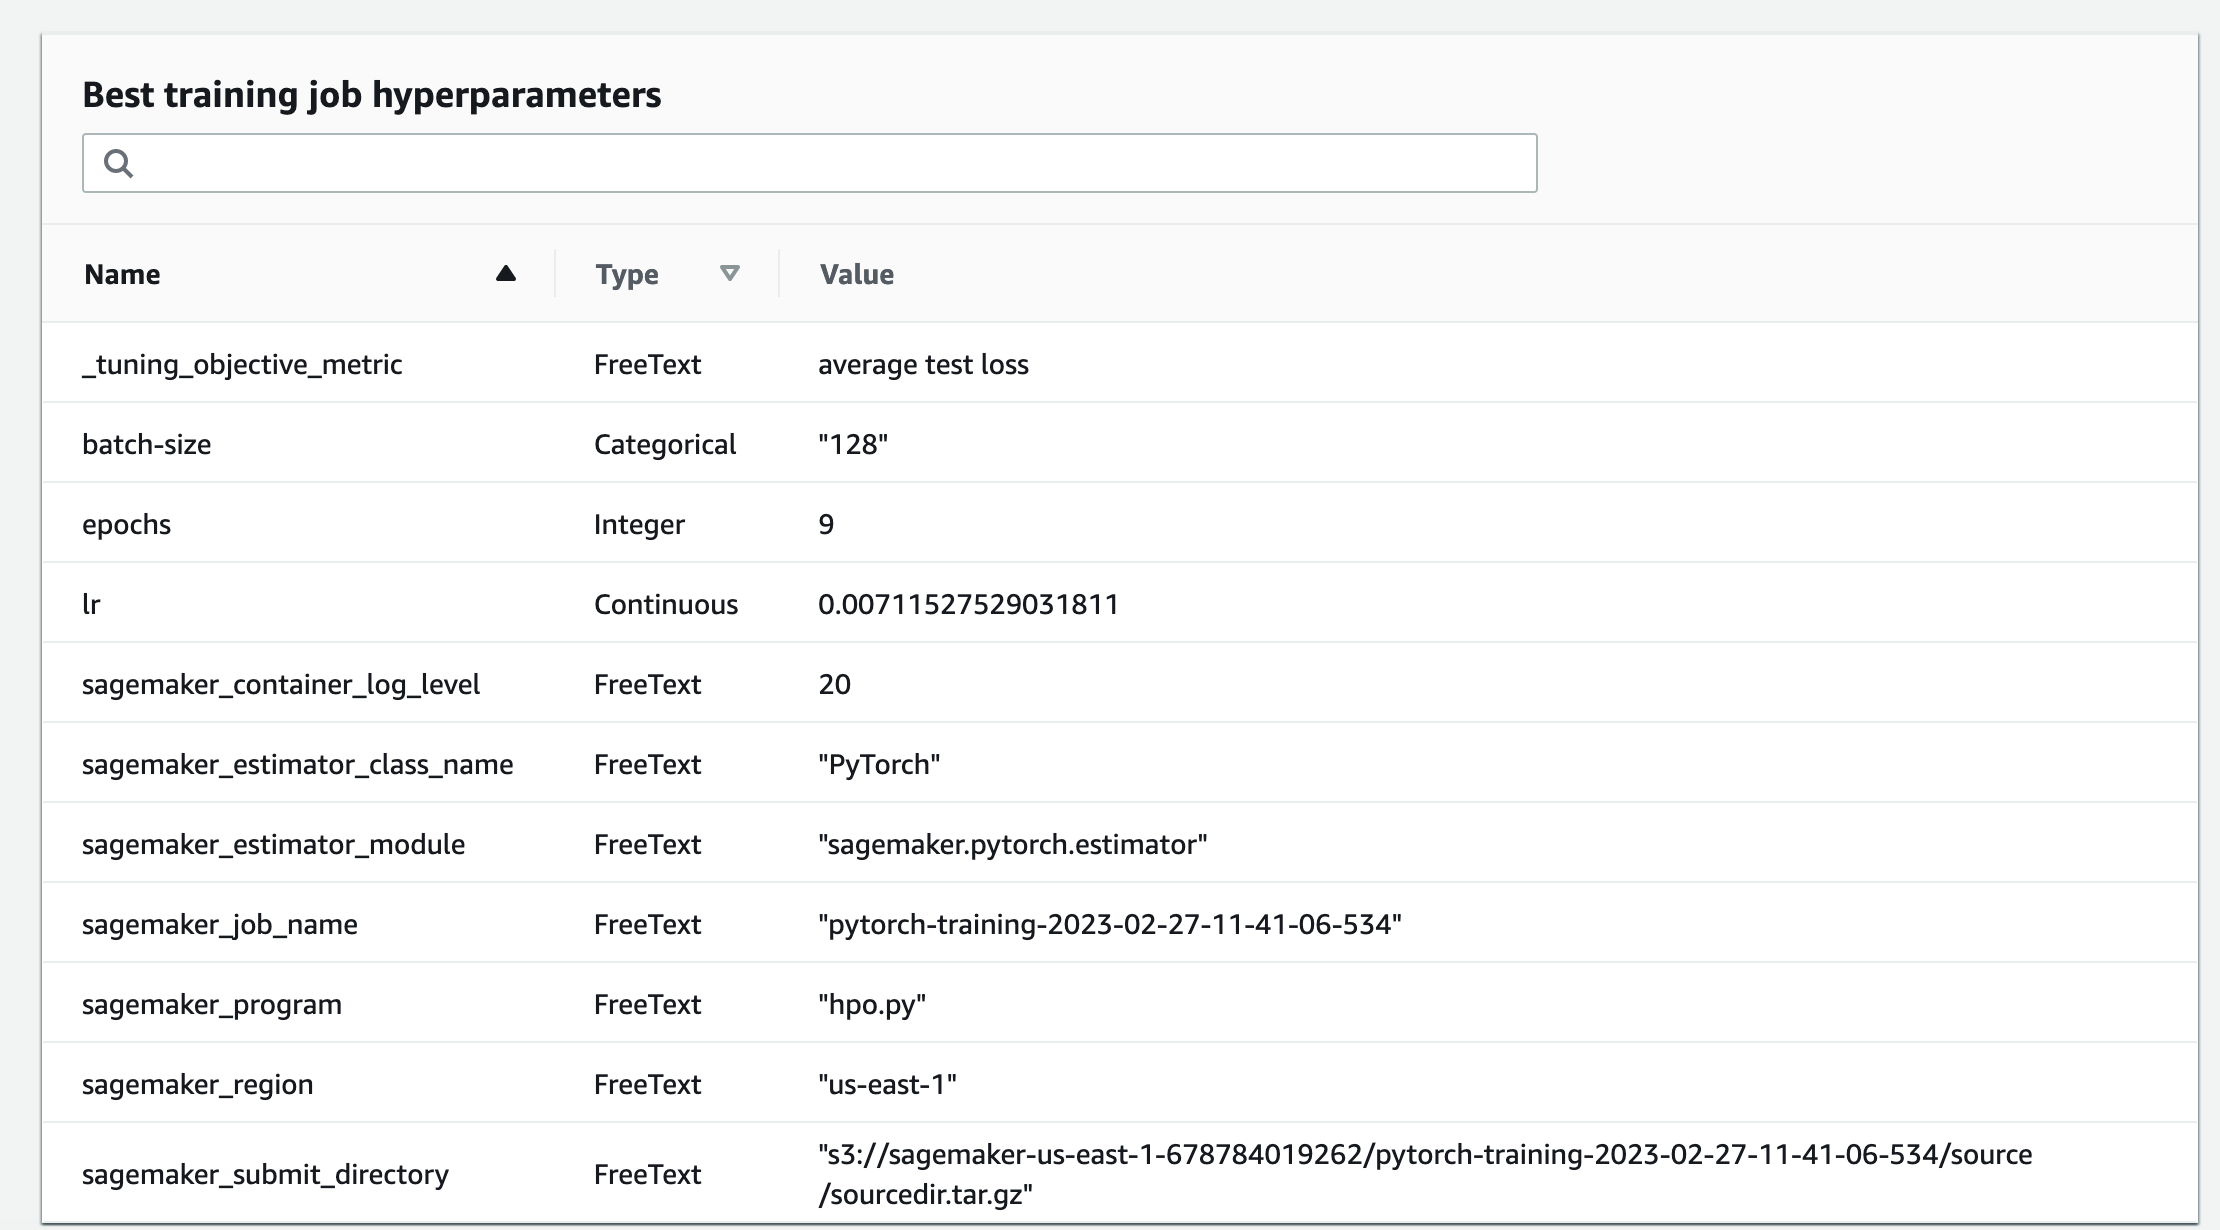 Best training job hyperparameters
Name Type Value
_tuning_objective_metric FreeText average test loss
batch-size Categorical "128"
epochs Integer 9
lr Continuous 0.00711527529031811
sagemaker_container_log_level FreeText 20
sagemaker_estimator_class_name FreeText "PyTorch"
sagemaker_estimator_module FreeText "sagemaker.pytorch.estimator"
sagemaker_job_name FreeText "pytorch-training-2023-02-27-11-41-06-534"
sagemaker_program FreeText "hpo.py"
sagemaker_region FreeText "us-east-1"
sagemaker_submit_directory FreeText "s3://sagemaker-us-east-1-678784019262/pytorch-training-2023-02-27-11-41-06-534/source
/sourcedir.tar.gz"